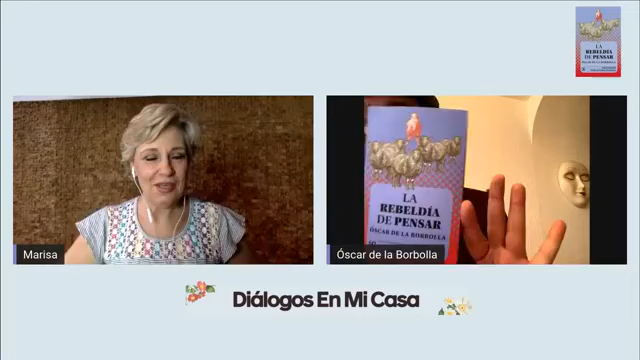 LA
REBELDÍA
DE PENSAR
ÓSCAR DE LA BORBOLLA
LA
REBELDÍA
DE PENSAR
ÓSCAR DE LA BORBOLLA
Marisa
Óscar de la Borbolla
Diálogos En Mi Casa